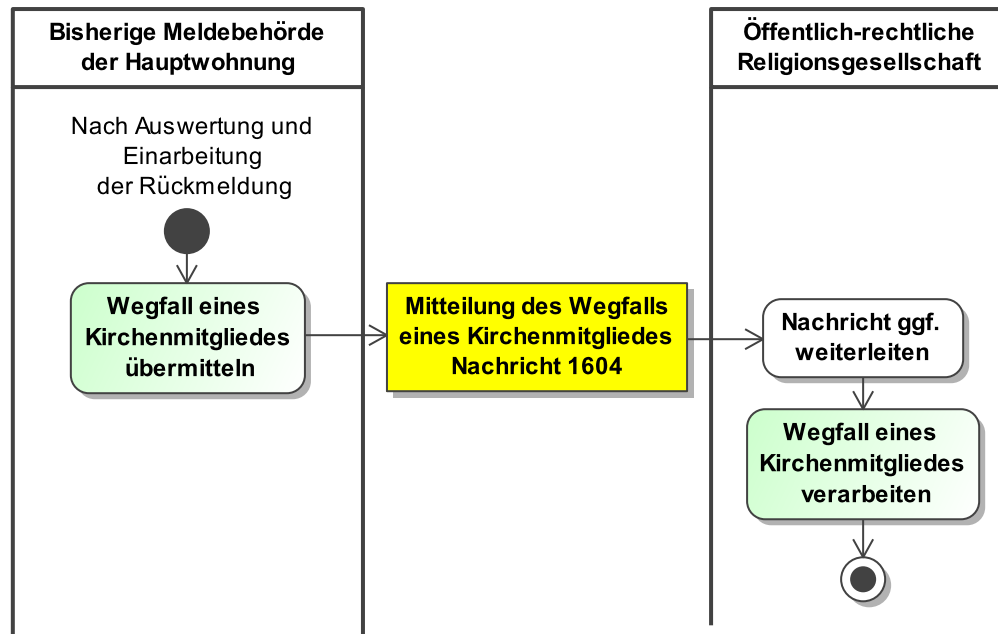 Bisherige Meldebehörde
der Hauptwohnung
Öffentlich-rechtliche
Religionsgesellschaft
Nach Auswertung und
Einarbeitung
der Rückmeldung
Wegfall eines
Kirchenmitgliedes
übermitteln
Mitteilung des Wegfalls
eines Kirchenmitgliedes
Nachricht 1604
Nachricht ggf.
weiterleiten
Wegfall eines
Kirchenmitgliedes
verarbeiten